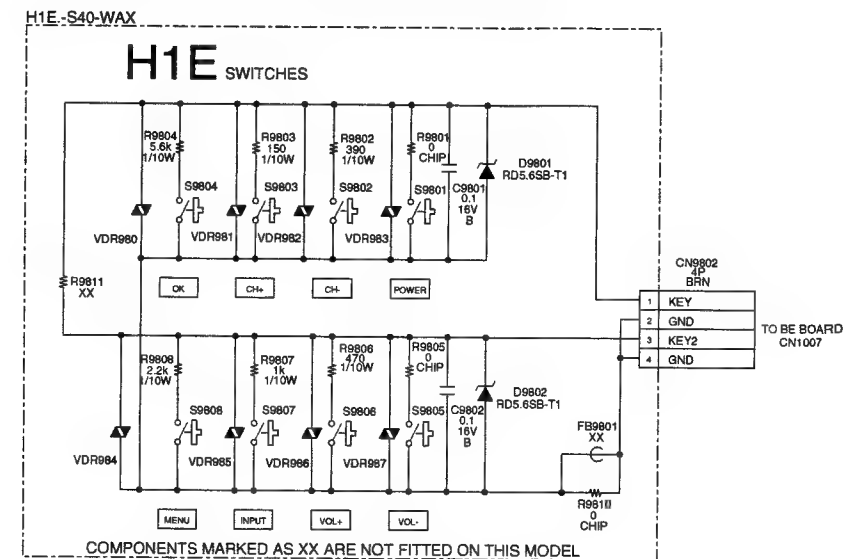 H1E.-S40-WAX
H1E SWITCHES
R9804
5.6k
1/10W
R9803
150
1/10W
R9802
390
1/10W
R9801
0
CHIP
D9801
RD5.6SB-T1
S9804
S9803
S9802
S9801
C9801
0.1
16V
B
VDR980
VDR981
VDR982
VDR983
R9811
XX
OK
CH+
CH-
POWER
CN9802
4P
BRN
1 KEY
2 GND
3 KEY2
4 GND
TO BE BOARD
CN1007
R9808
2.2k
1/10W
R9807
1k
1/10W
R9806
470
1/10W
R9805
0
CHIP
D9802
RD5.6SB-T1
S9808
S9807
S9806
S9805
C9802
0.1
16V
B
FB9801
XX
VDR984
VDR985
VDR986
VDR987
R9810
0
CHIP
MENU
INPUT
VOL+
VOL-
COMPONENTS MARKED AS XX ARE NOT FITTED ON THIS MODEL